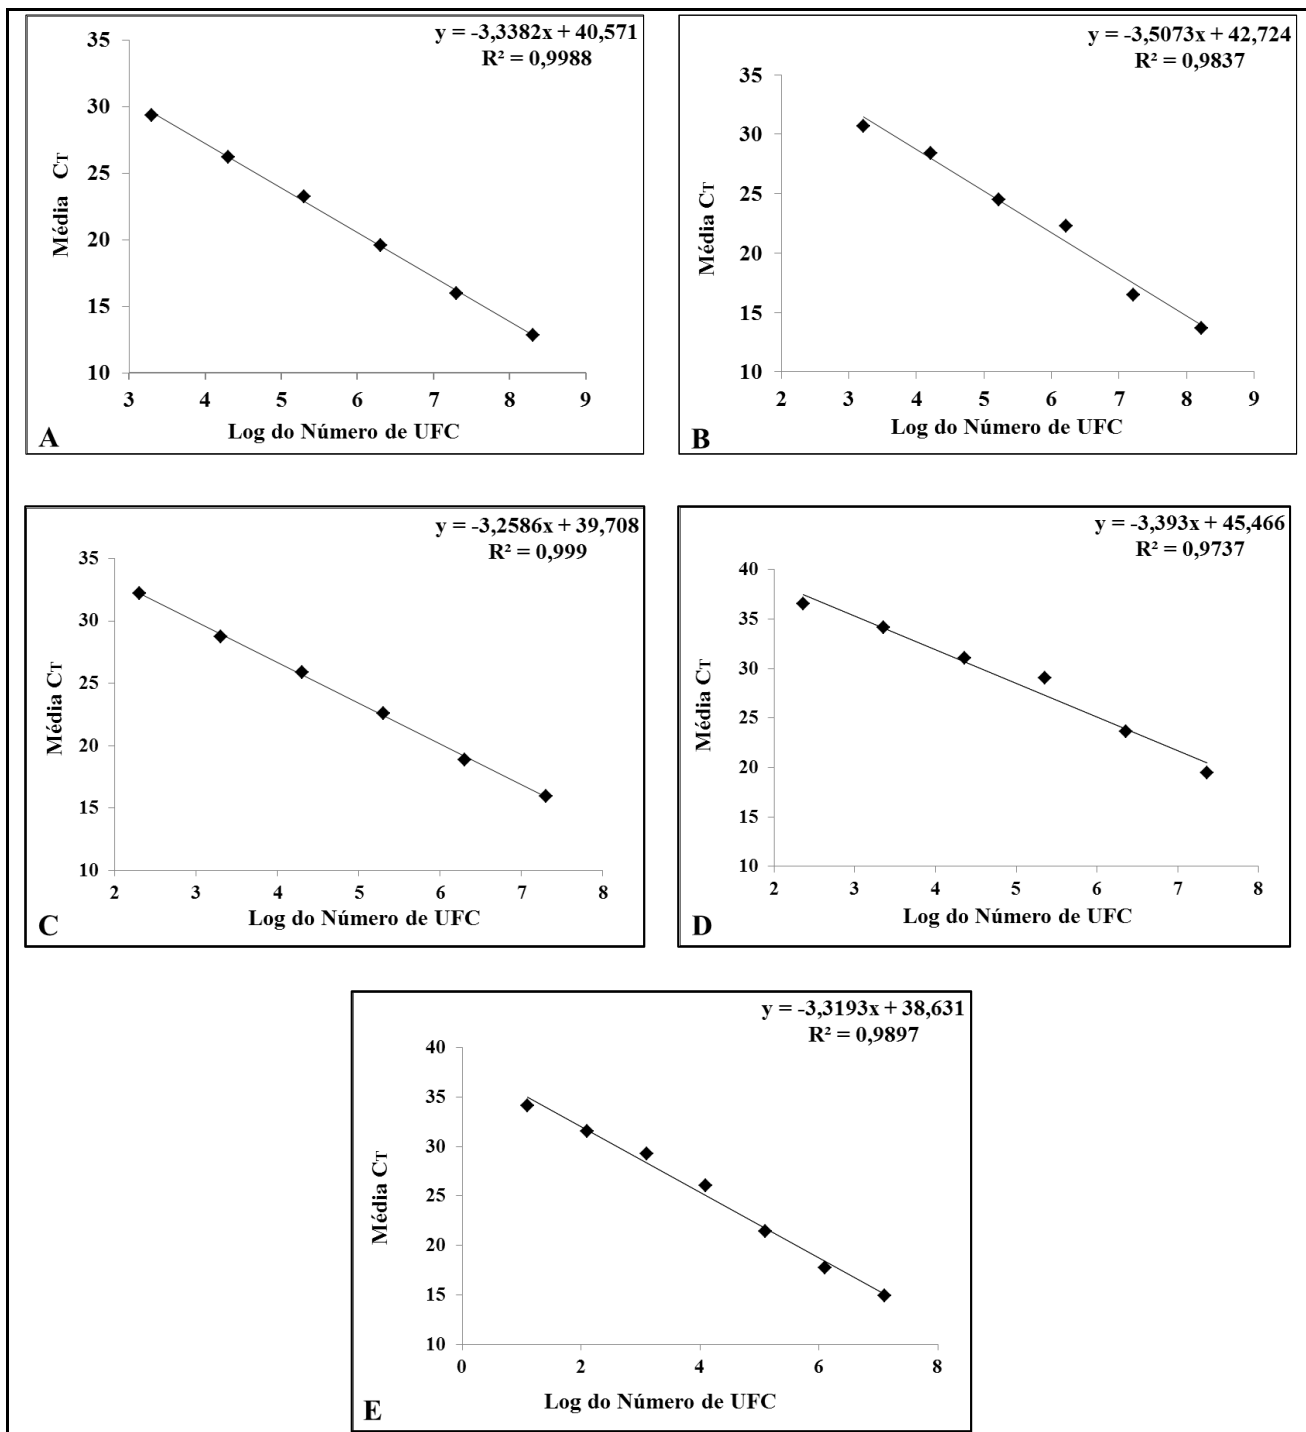 y = -3,3382x + 40,571
R² = 0,9988
35
30
25
20
15
10
Média CT
3 4 5 6 7 8 9
Log do Número de UFC
A
y = -3,5073x + 42,724
R² = 0,9837
35
30
25
20
15
10
Média CT
2 3 4 5 6 7 8 9
Log do Número de UFC
B
y = -3,2586x + 39,708
R² = 0,999
35
30
25
20
15
10
Média CT
2 3 4 5 6 7 8
Log do Número de UFC
C
y = -3,393x + 45,466
R² = 0,9737
40
35
30
25
20
15
10
Média CT
2 3 4 5 6 7 8
Log do Número de UFC
D
y = -3,3193x + 38,631
R² = 0,9897
40
35
30
25
20
15
10
Média CT
0 2 4 6 8
Log do Número de UFC
E